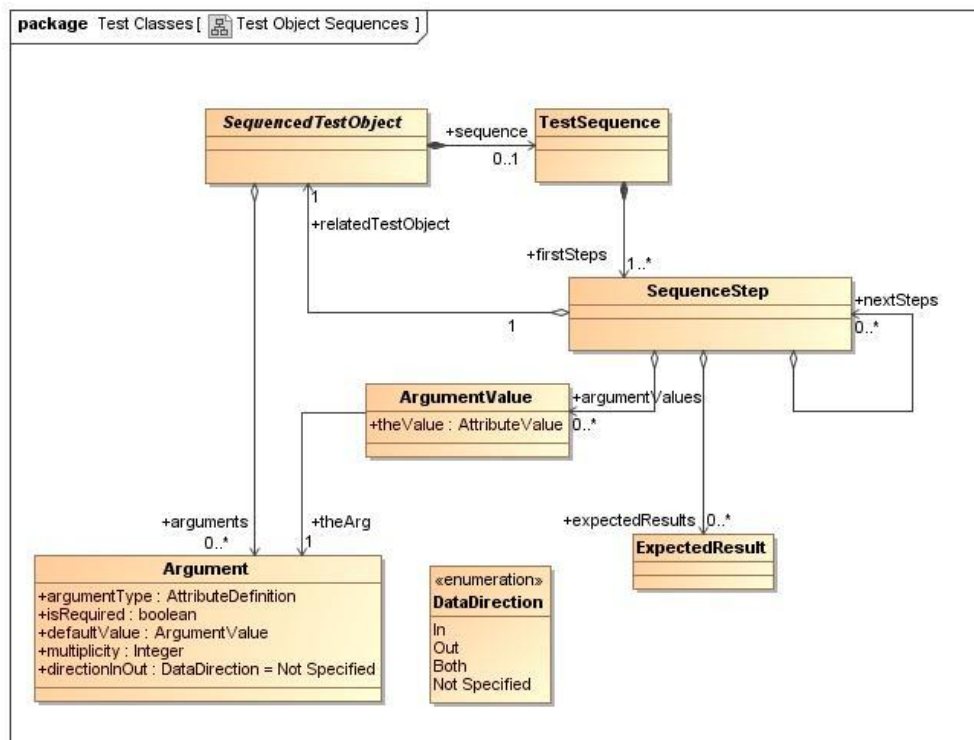 package Test Classes [ Test Object Sequences ]
SequencedTestObject
+sequence
0..1
TestSequence
1
+relatedTestObject
+firstSteps
1..*
SequenceStep
+nextSteps
0..*
1
ArgumentValue
+theValue : AttributeValue
+argumentValues
0..*
+arguments
0..*
+theArg
1
+expectedResults
0..*
ExpectedResult
Argument
+argumentType : AttributeDefinition
+isRequired : boolean
+defaultValue : ArgumentValue
+multiplicity : Integer
+directionInOut : DataDirection = Not Specified
«enumeration»
DataDirection
In
Out
Both
Not Specified